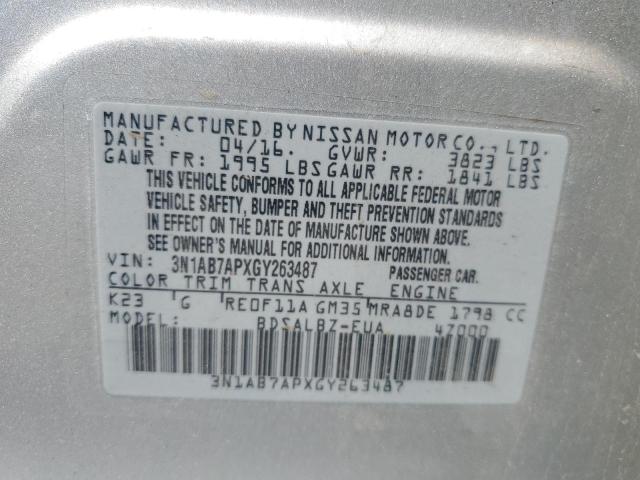 MANUFACTURED BY NISSAN MOTOR CO., LTD.
DATE: 04/16. GVWR: 3823 LBS
GAWR FR: 1995 LBS GAWR RR: 1841 LBS
THIS VEHICLE CONFORMS TO ALL APPLICABLE FEDERAL MOTOR
VEHICLE SAFETY, BUMPER AND THEFT PREVENTION STANDARDS
IN EFFECT ON THE DATE OF MANUFACTURE SHOWN ABOVE.
SEE OWNER'S MANUAL FOR ADDITIONAL INFORMATION.
VIN: 3N1AB7APXGY263487 PASSENGER CAR.
COLOR TRIM TRANS AXLE ENGINE
K23 G RE0F11A GM35 MRA8DE 1798 CC
MODEL: BDSALBZ-EUA 47000
3N1AB7APXGY263487